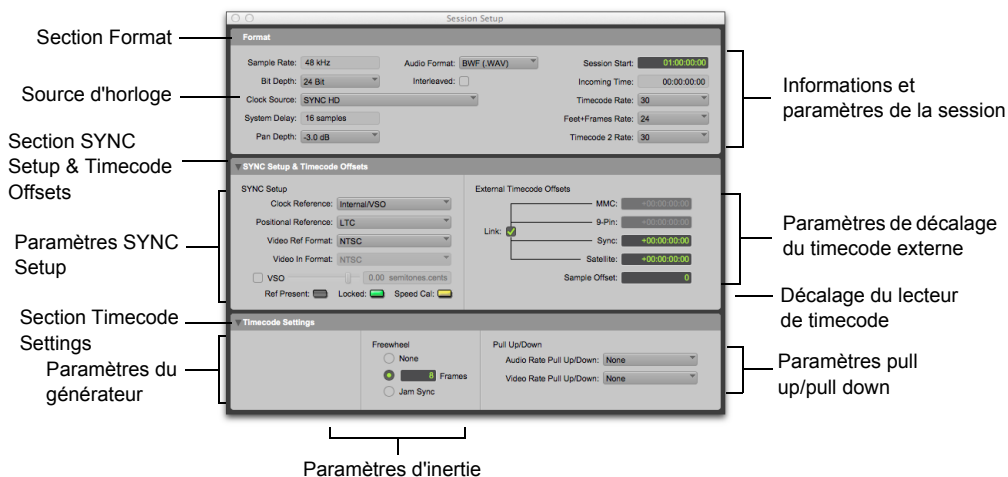 Section Format
Source d'horloge
Section SYNC
Setup & Timecode
Offsets
Paramètres SYNC
Setup
Section Timecode
Settings
Paramètres du
générateur
Session Setup
Format
Sample Rate: 48 kHz
Bit Depth: 24 Bit
Clock Source: SYNC HD
System Delay: 16 samples
Pan Depth: -3.0 dB
Audio Format: BWF (.WAV)
Interleaved:
Session Start: 01:00:00:00
Incoming Time: 00:00:00:00
Timecode Rate: 30
Feet+Frames Rate: 24
Timecode 2 Rate: 30
SYNC Setup & Timecode Offsets
SYNC Setup
Clock Reference: Internal/VSO
Positional Reference: LTC
Video Ref Format: NTSC
Video In Format: NTSC
VSO 0.00 semitones.cents
Ref Present: Locked: Speed Cal:
External Timecode Offsets
Link:
MMC: +00:00:00:00
9-Pin: +00:00:00:00
Sync: +00:00:00:00
Satellite: +00:00:00:00
Sample Offset: 0
Timecode Settings
Freewheel
None
8 Frames
Jam Sync
Pull Up/Down
Audio Rate Pull Up/Down: None
Video Rate Pull Up/Down: None
Informations et
paramètres de la session
Paramètres de décalage
du timecode externe
Décalage du lecteur
de timecode
Paramètres pull
up/pull down
Paramètres d'inertie